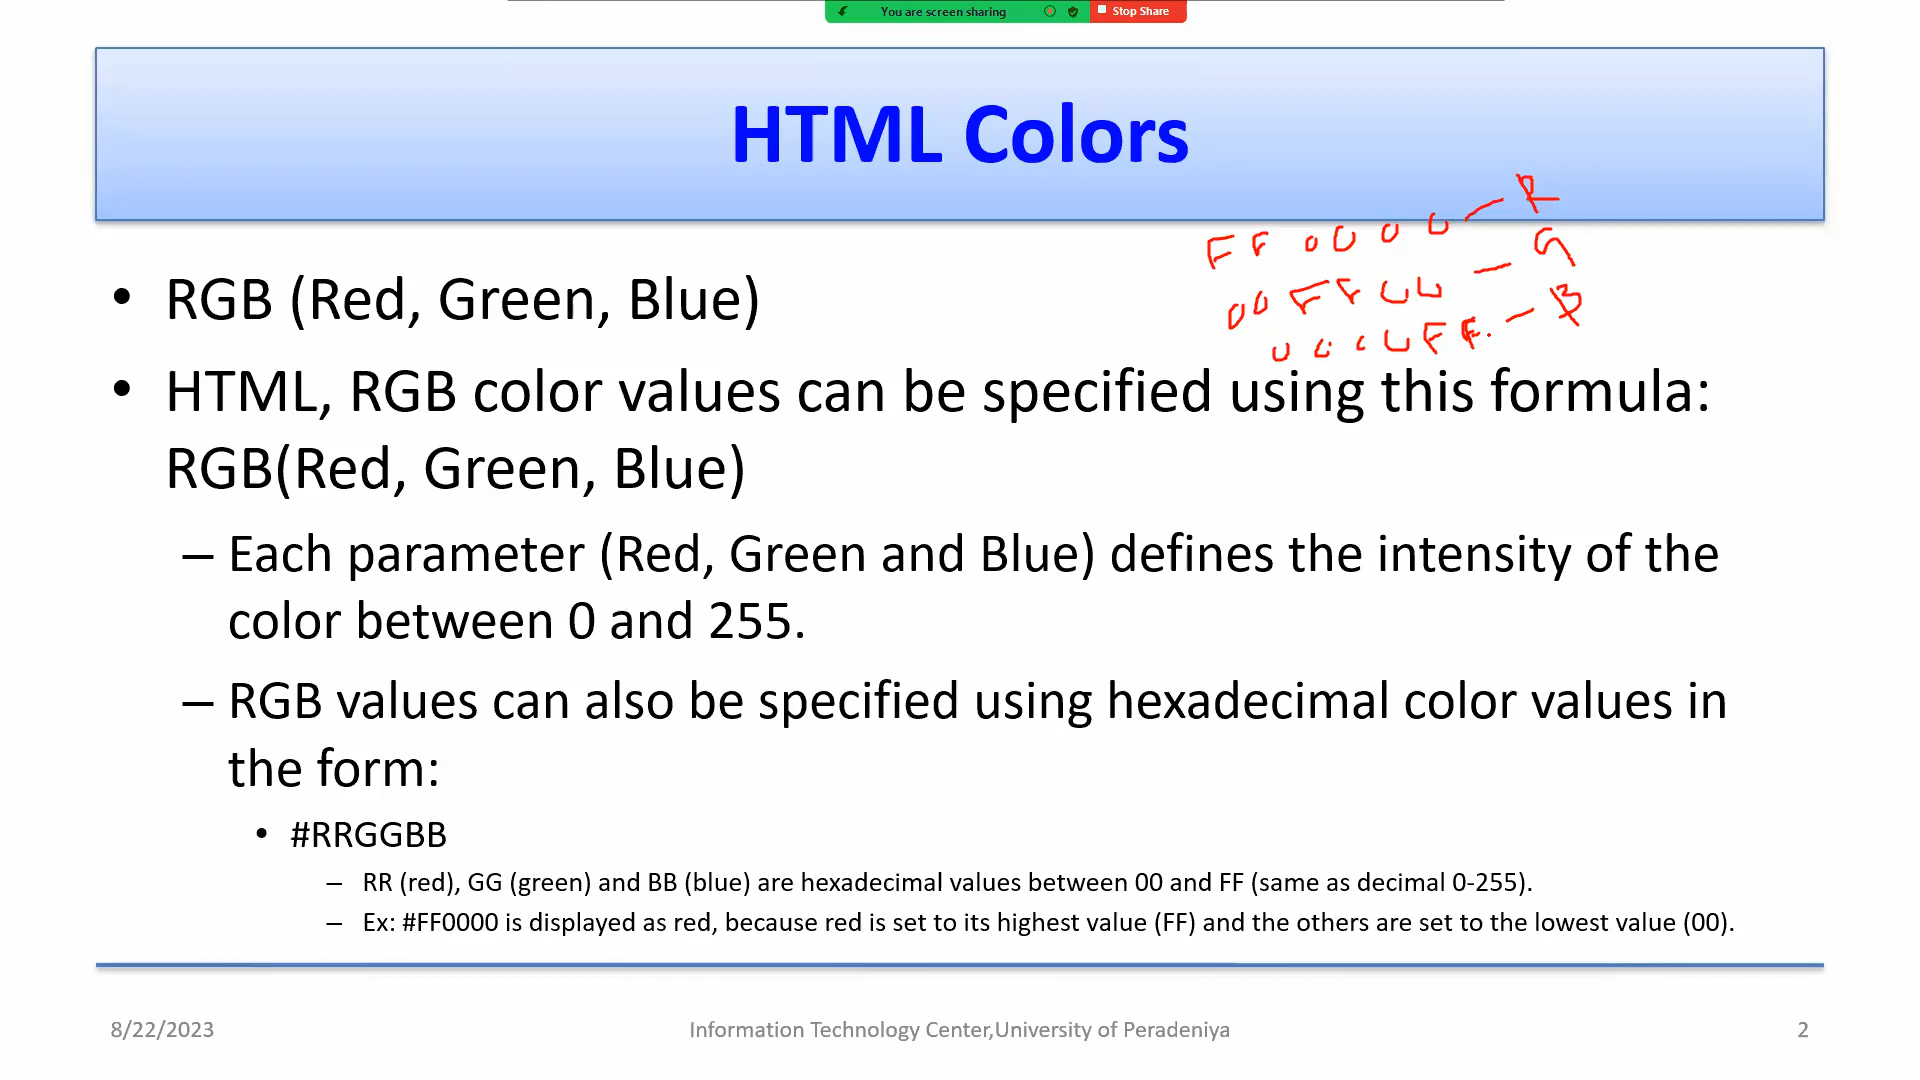 You are screen sharing Stop Share
HTML Colors
FF 0000 — R
00 FF 00 — G
0000 FF — B
• RGB (Red, Green, Blue)
• HTML, RGB color values can be specified using this formula:
RGB(Red, Green, Blue)
– Each parameter (Red, Green and Blue) defines the intensity of the
color between 0 and 255.
– RGB values can also be specified using hexadecimal color values in
the form:
• #RRGGBB
– RR (red), GG (green) and BB (blue) are hexadecimal values between 00 and FF (same as decimal 0-255).
– Ex: #FF0000 is displayed as red, because red is set to its highest value (FF) and the others are set to the lowest value (00).
8/22/2023 Information Technology Center,University of Peradeniya 2